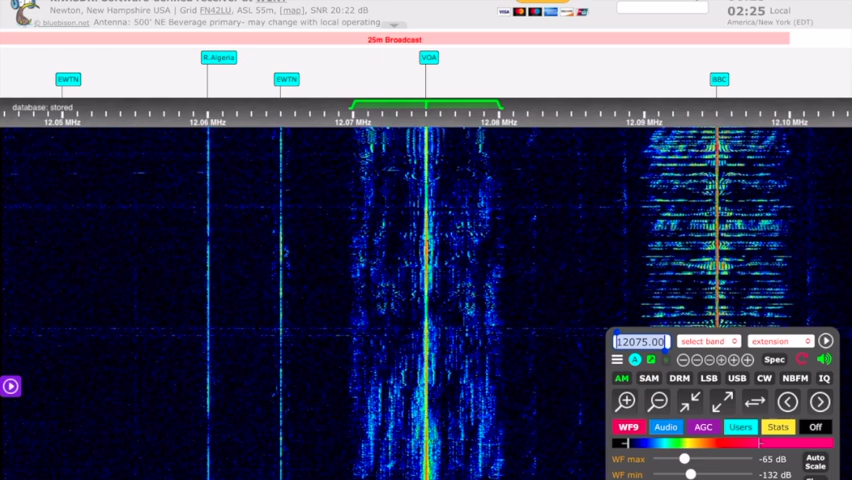 Newton, New Hampshire USA | Grid FN42LU, ASL 55m, [map], SNR 20:22 dB
© bluebison.net Antenna: 500' NE Beverage primary- may change with local operating
VISA
02:25 Local
America/New York (EDT)
25m Broadcast
EWTN
R.Algeria
EWTN
VOA
BBC
database: stored
12.05 MHz
12.06 MHz
12.07 MHz
12.08 MHz
12.09 MHz
12.10 MHz
12075.00
select band
extension
A
Spec
AM SAM DRM LSB USB CW NBFM IQ
WF9 Audio AGC Users Stats Off
WF max -65 dB
Auto Scale
WF min -132 dB